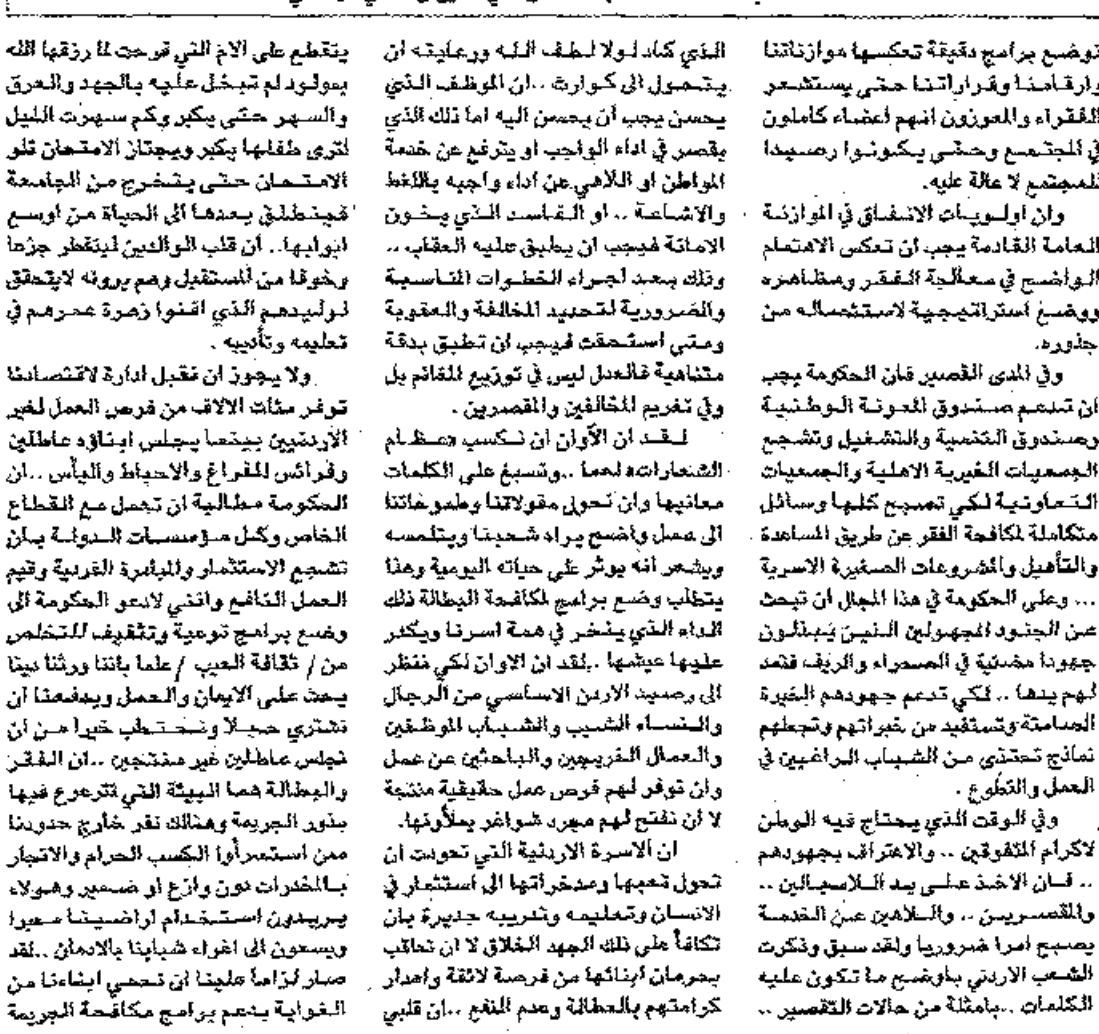 توضع برامج دقيقة تعكسها موازناتنا
وارقامنا وقراراتنا حتى يستشعر
الفقراء والمعوزون انهم اعضاء كاملون
في المجتمع وحتى يكونوا رصيدا
للمجتمع لا عالة عليه.
وان اولويات الانفاق في الموازنة
العامة القادمة يجب ان تعكس الاهتمام
الواضح في معالجة الفقر ومظاهره
ووضع استراتيجية لاستئصاله من
جذوره.
وفي المدى القصير فان الحكومة يجب
ان تدعم صندوق المعونة الوطنية
وصندوق التنمية والتشغيل وتشجع
الجمعيات الخيرية الاهلية والجمعيات
التعاونية لكي تصبح كلها وسائل
متكاملة لمكافحة الفقر عن طريق المساعدة
والتأهيل والمشروعات الصغيرة الاسرية
... وعلى الحكومة في هذا المجال ان تبحث
عن الجنود المجهولين الذين يبذلون
جهودا مضنية في الصحراء والريف فتمد
لهم يدها .. لكي تدعم جهودهم الخيرة
الصامتة وتستفيد من خبراتهم وتجعلهم
نماذج تحتذى من الشباب الراغبين في
العمل والتطوع .
وفي الوقت الذي يحتاج فيه الوطن
لاكرام المتفوقين .. والاعتراف بجهودهم
.. فان الاخذ على يد اللامبالين ..
والمقصرين .. واللاهين عن الخدمة
يصبح امرا ضروريا ولقد سبق وذكرت
الشعب الاردني باوضح ما تكون عليه
الكلمات ..بامثلة من حالات التقصير ..
الذي كاد لولا لطف الله ورعايته ان
يتحول الى كوارث ..ان الموظف الذي
يحسن يجب أن يحسن اليه اما ذلك الذي
يقصر في اداء الواجب او يترفع عن خدمة
المواطن او اللاهي عن اداء واجبه باللغط
والاشاعة .. او الفاسد الذي يخون
الامانة فيجب ان يطبق عليه العقاب ..
وذلك بعد اجراء الخطوات المناسبة
والضرورية لتحديد المخالفة والعقوبة
ومتى استحقت فيجب ان تطبق بدقة
متناهية فالعدل ليس في توزيع المغانم بل
وفي تغريم المخالفين والمقصرين .
لقد ان الآوان ان نكسب «عظام
الشعارات» لحما ..ونسبغ على الكلمات
معانيها وان نحول مقولاتنا وطموحاتنا
الى عمل واضح يراه شعبنا ويتلمسه
ويشعر انه يوثر على حياته اليومية وهذا
يتطلب وضع برامج لمكافحة البطالة ذلك
الداء الذي ينخر في همة اسرنا ويكدر
عليها عيشها ..لقد ان الاوان لكي ننظر
الى رصيد الاردن الاساسي من الرجال
والنساء الشيب والشباب الموظفين
والعمال الخريجين والباحثين عن عمل
وان توفر لهم فرص عمل حقيقية منتجة
لا ان نفتح لهم مجرد شواغر يملأونها.
ان الاسرة الاردنية التي تعودت ان
تحول تعبها ومدخراتها الى استثمار في
الانسان وتعليمه وتدريبه جديرة بان
تكافأ على ذلك الجهد الخلاق لا ان تعاقب
بحرمان ابنائها من فرصة لائقة واهدار
كرامتهم بالعطالة وعدم النفع ..ان قلبي
يتقطع على الام التي فرحت لما رزقها الله
بمولود لم تبخل عليه بالجهد والعرق
والسهر حتى يكبر وكم سهرت الليل
لترى طفلها يكبر ويجتاز الامتحان تلو
الامتحان حتى يتخرج من الجامعة
فينطلق بعدها الى الحياة من اوسع
ابوابها.. ان قلب الوالدين لينفطر جزعا
وخوفا من المستقبل وهم يرونه لايتحقق
لوليدهم الذي افنوا زهرة عمرهم في
تعليمه وتأديبه .
ولا يجوز ان نقبل ادارة لاقتصادنا
توفر مئات الالاف من فرص العمل لغير
الأردنيين بينما يجلس ابناؤه عاطلين
وفرائس للفراغ والاحباط واليأس ..ان
الحكومة مطالبة ان تعمل مع القطاع
الخاص وكل مؤسسات الدولة بان
تشجع الاستثمار والمبادرة الفردية وقيم
العمل النافع وانني لادعو الحكومة الى
وضع برامج توعية وتثقيف للتخلص
من / ثقافة العيب /علما باننا ورثنا دينا
يحث على الايمان والعمل ويدفعنا ان
نشتري حبلا ونحتطب خيرا من ان
نجلس عاطلين غير منتجين ..ان الفقر
والبطالة هما البيئة التي تترعرع فيها
بذور الجريمة وهنالك نفر خارج حدودنا
ممن استمرأوا الكسب الحرام والاتجار
بالمخدرات دون وازع او ضمير وهولاء
يريدون استخدام اراضينا معبرا
ويسعون الى اغواء شبابنا بالادمان ..لقد
صار لزاما علينا ان نحمي ابناءنا من
الغواية بدعم برامج مكافحة الجريمة